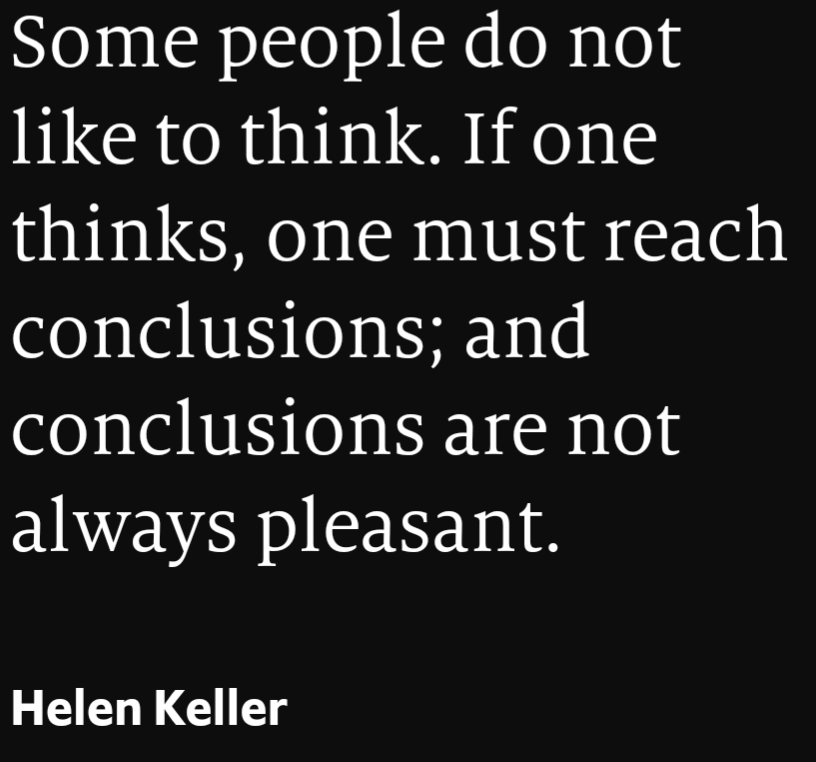 Some people do not
like to think. If one
thinks, one must reach
conclusions; and
conclusions are not
always pleasant.
Helen Keller